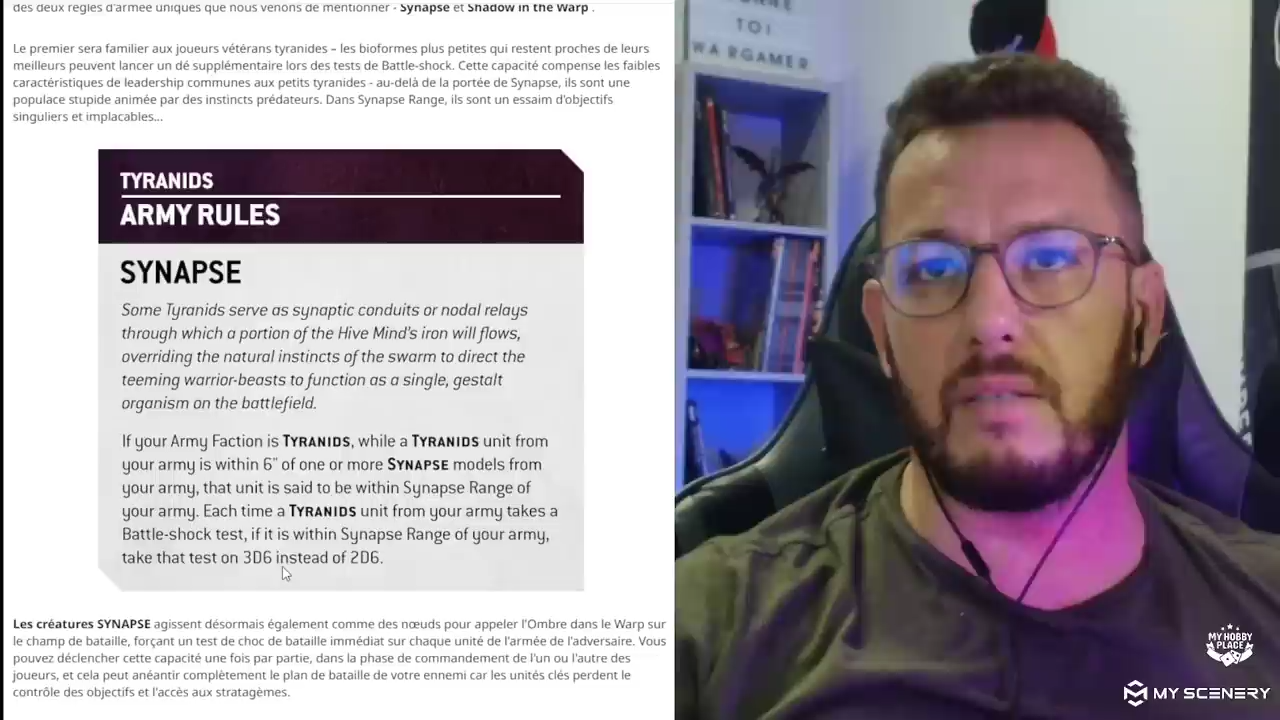 des deux règles d'armée uniques que nous venons de mentionner - Synapse et Shadow in the Warp .
Le premier sera familier aux joueurs vétérans tyranides – les bioformes plus petites qui restent proches de leurs
meilleurs peuvent lancer un dé supplémentaire lors des tests de Battle-shock. Cette capacité compense les faibles
caractéristiques de leadership communes aux petits tyranides - au-delà de la portée de Synapse, ils sont une
populace stupide animée par des instincts prédateurs. Dans Synapse Range, ils sont un essaim d'objectifs
singuliers et implacables...
TYRANIDS
ARMY RULES
SYNAPSE
Some Tyranids serve as synaptic conduits or nodal relays
through which a portion of the Hive Mind's iron will flows,
overriding the natural instincts of the swarm to direct the
teeming warrior-beasts to function as a single, gestalt
organism on the battlefield.
If your Army Faction is TYRANIDS, while a TYRANIDS unit from
your army is within 6" of one or more SYNAPSE models from
your army, that unit is said to be within Synapse Range of
your army. Each time a TYRANIDS unit from your army takes a
Battle-shock test, if it is within Synapse Range of your army,
take that test on 3D6 instead of 2D6.
Les créatures SYNAPSE agissent désormais également comme des nœuds pour appeler l'Ombre dans le Warp sur
le champ de bataille, forçant un test de choc de bataille immédiat sur chaque unité de l'armée de l'adversaire. Vous
pouvez déclencher cette capacité une fois par partie, dans la phase de commandement de l'un ou l'autre des
joueurs, et cela peut anéantir complètement le plan de bataille de votre ennemi car les unités clés perdent le
contrôle des objectifs et l'accès aux stratagèmes.
TOI
WARGAMER
MY HOBBY
PLACE
MY SCENERY